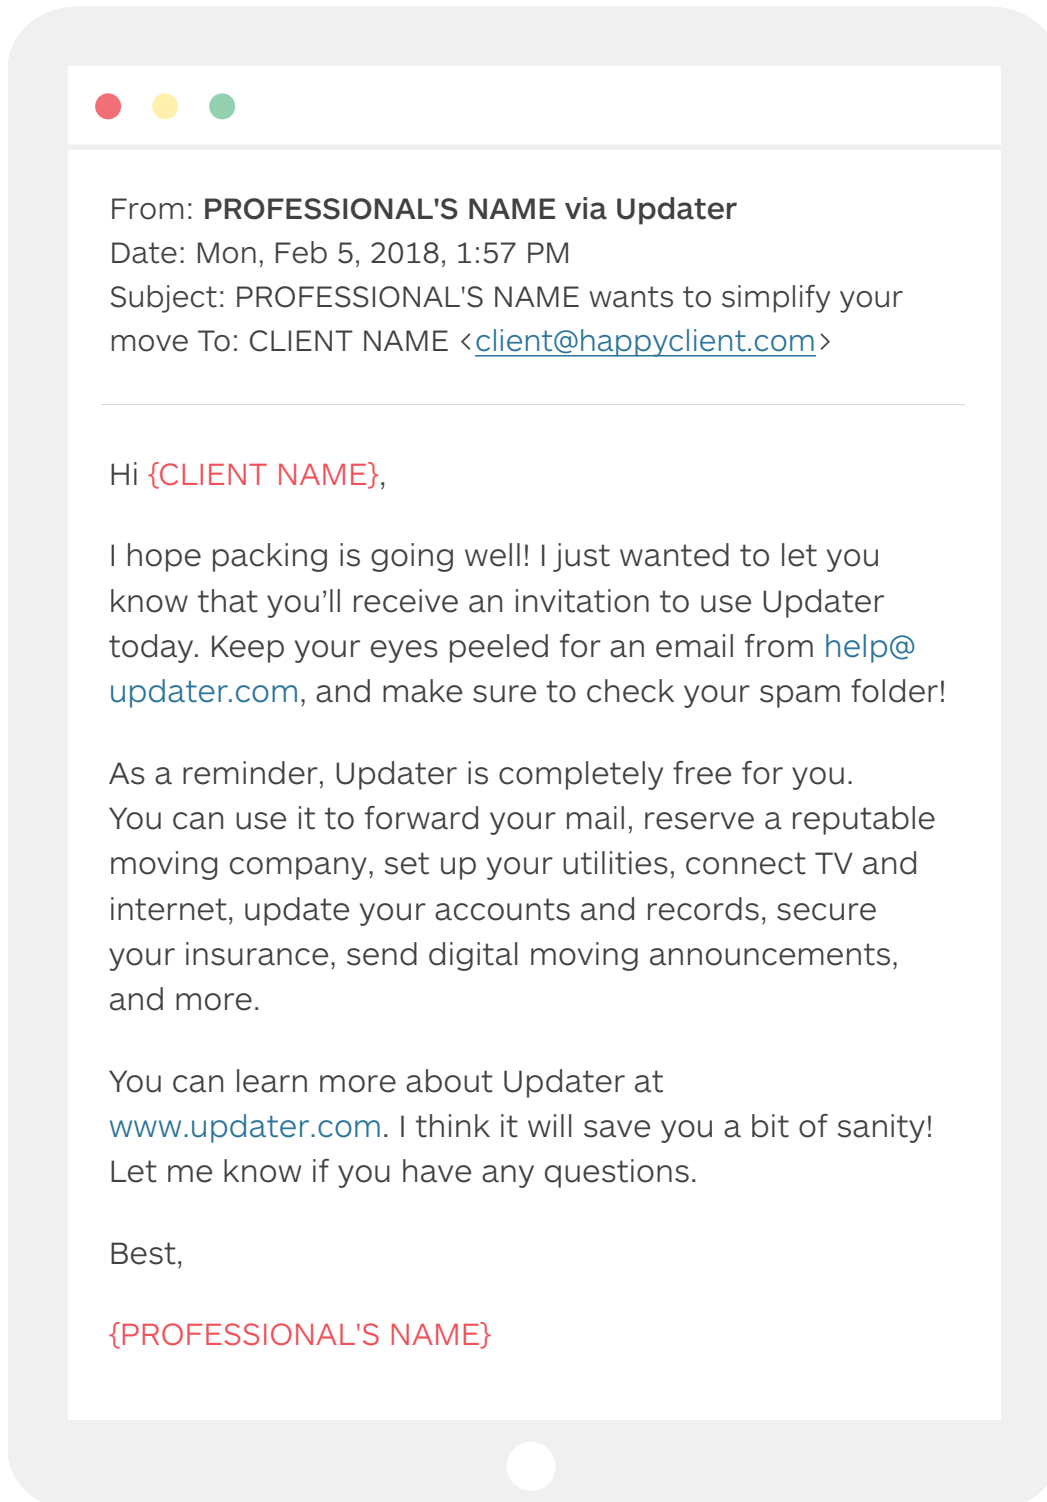 From: PROFESSIONAL'S NAME via Updater
Date: Mon, Feb 5, 2018, 1:57 PM
Subject: PROFESSIONAL'S NAME wants to simplify your
move To: CLIENT NAME <client@happyclient.com>
Hi {CLIENT NAME},
I hope packing is going well! I just wanted to let you
know that you’ll receive an invitation to use Updater
today. Keep your eyes peeled for an email from help@
updater.com, and make sure to check your spam folder!
As a reminder, Updater is completely free for you.
You can use it to forward your mail, reserve a reputable
moving company, set up your utilities, connect TV and
internet, update your accounts and records, secure
your insurance, send digital moving announcements,
and more.
You can learn more about Updater at
www.updater.com. I think it will save you a bit of sanity!
Let me know if you have any questions.
Best,
{PROFESSIONAL'S NAME}